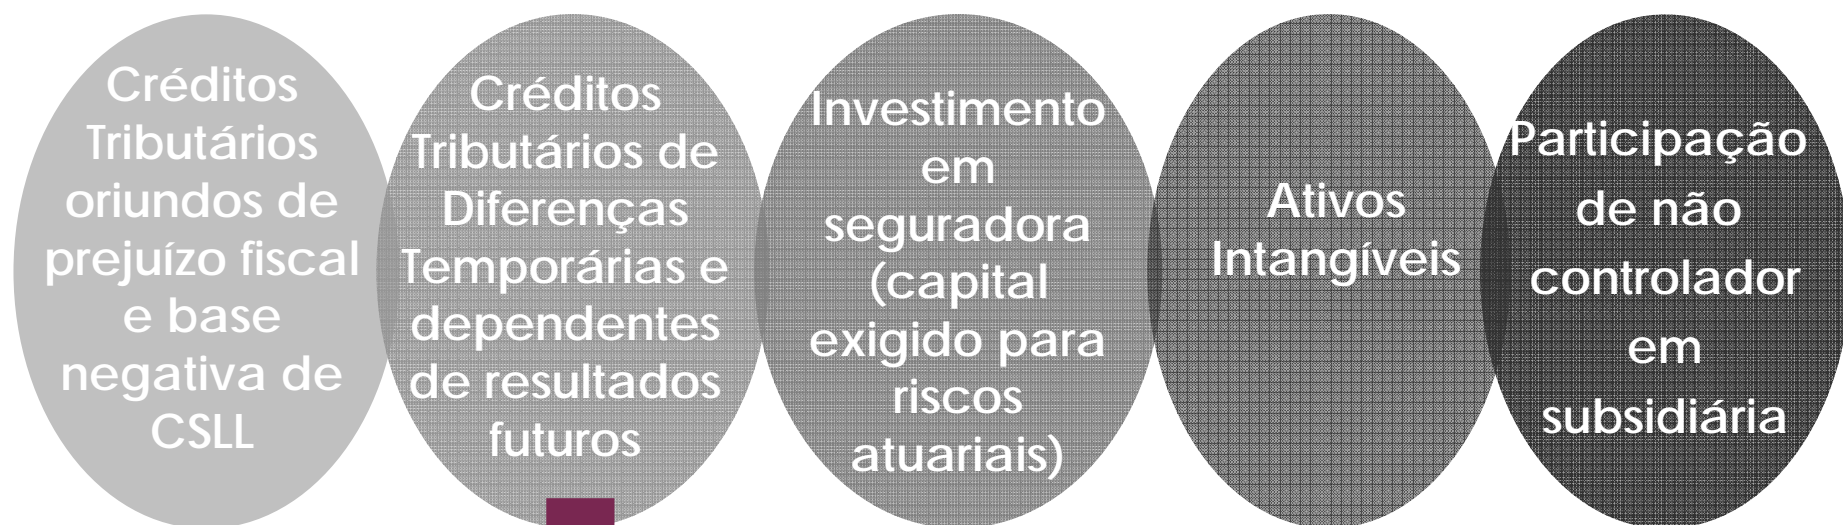 Créditos
Tributários
oriundos de
prejuízo fiscal
e base
negativa de
CSLL
Créditos
Tributários de
Diferenças
Temporárias e
dependentes
de resultados
futuros
Investimento
em
seguradora
(capital
exigido para
riscos
atuariais)
Ativos
Intangíveis
Participação
de não
controlador
em
subsidiária